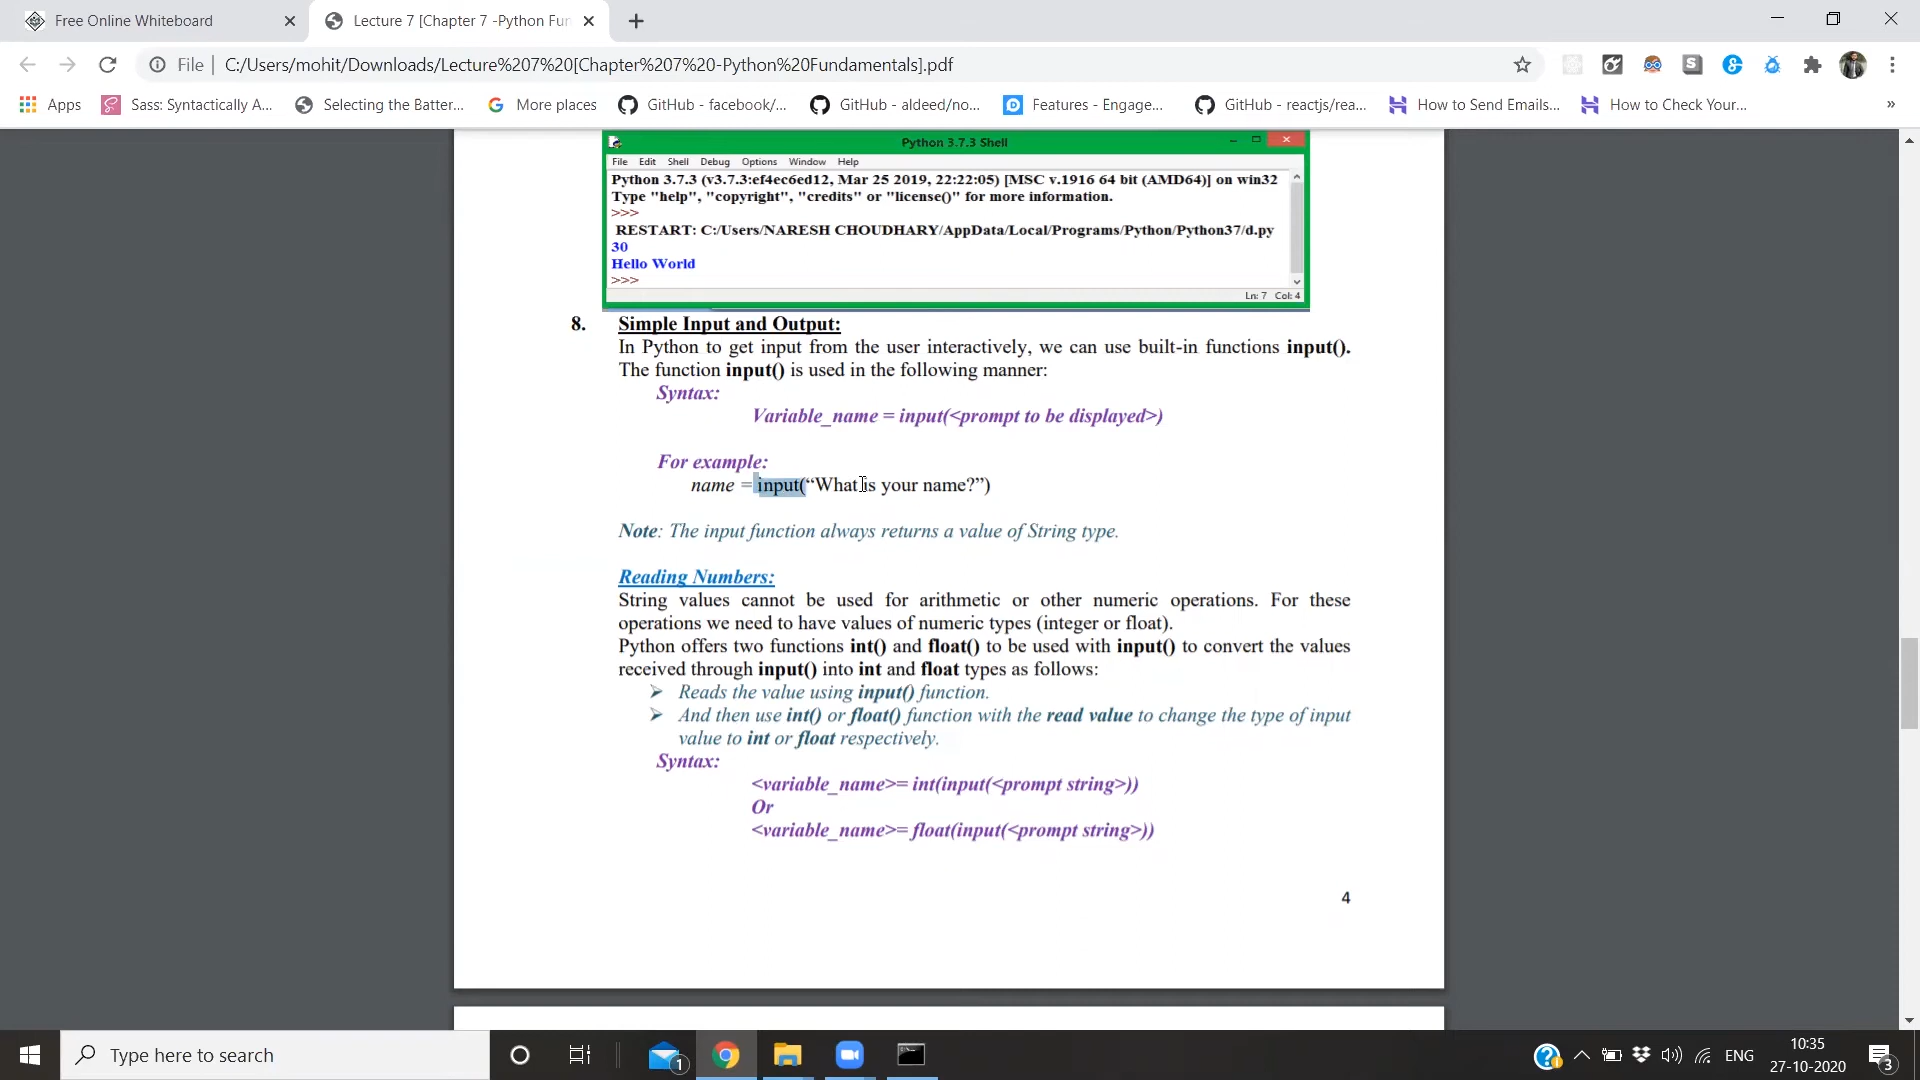 Free Online Whiteboard
Lecture 7 [Chapter 7 -Python Fun
File
C:/Users/mohit/Downloads/Lecture%207%20[Chapter%207%20-Python%20Fundamentals].pdf
Apps
Sass: Syntactically A...
Selecting the Batter...
More places
GitHub - facebook/...
GitHub - aldeed/no...
Features - Engage...
GitHub - reactjs/rea...
How to Send Emails...
How to Check Your...
»
Python 3.7.3 Shell
File Edit Shell Debug Options Window Help
Python 3.7.3 (v3.7.3:ef4ec6ed12, Mar 25 2019, 22:22:05) [MSC v.1916 64 bit (AMD64)] on win32
Type "help", "copyright", "credits" or "license()" for more information.
>>>
RESTART: C:/Users/NARESH CHOUDHARY/AppData/Local/Programs/Python/Python37/d.py
30
Hello World
>>>
Ln: 7 Col: 4
8. Simple Input and Output:
In Python to get input from the user interactively, we can use built-in functions input().
The function input() is used in the following manner:
Syntax:
Variable_name = input(<prompt to be displayed>)
For example:
name = input(“What is your name?”)
Note: The input function always returns a value of String type.
Reading Numbers:
String values cannot be used for arithmetic or other numeric operations. For these
operations we need to have values of numeric types (integer or float).
Python offers two functions int() and float() to be used with input() to convert the values
received through input() into int and float types as follows:
➢ Reads the value using input() function.
➢ And then use int() or float() function with the read value to change the type of input
value to int or float respectively.
Syntax:
<variable_name>= int(input(<prompt string>))
Or
<variable_name>= float(input(<prompt string>))
4
Type here to search
1
ENG
10:35
27-10-2020
3